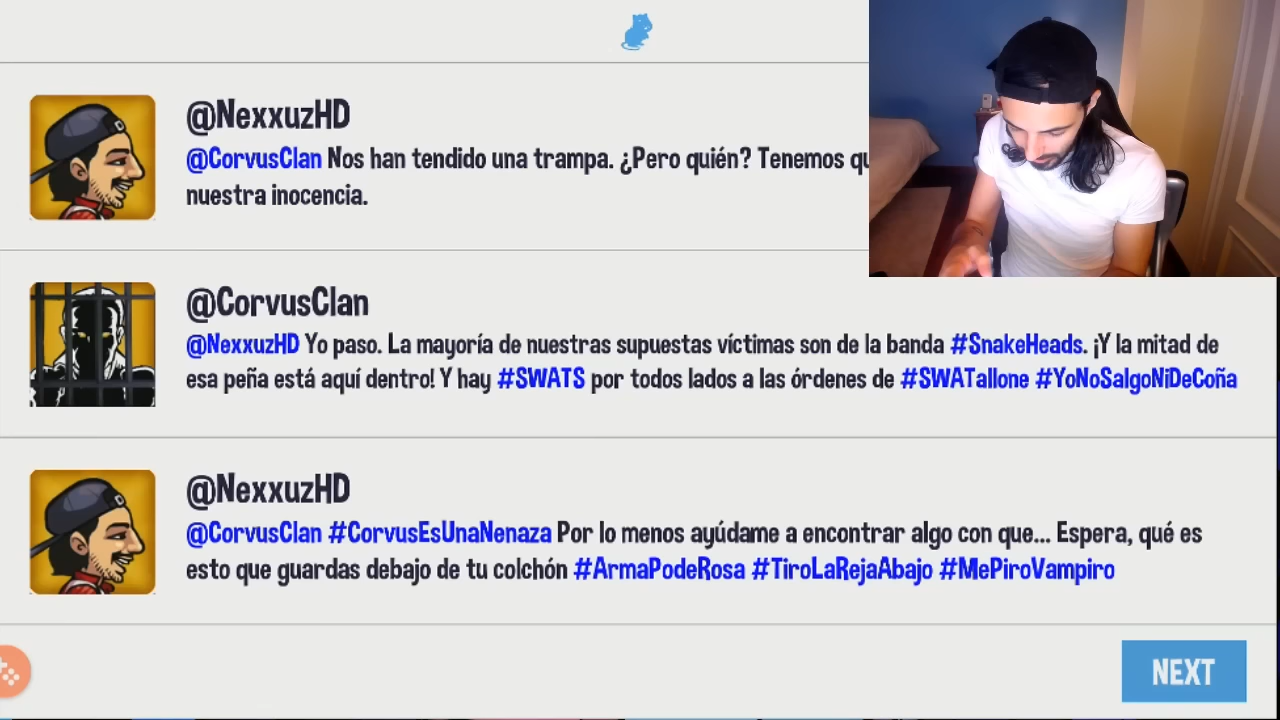 @NexxuzHD
@CorvusClan Nos han tendido una trampa. ¿Pero quién? Tenemos
nuestra inocencia.
@CorvusClan
@NexxuzHD Yo paso. La mayoría de nuestras supuestas víctimas son de la banda #SnakeHeads. ¡Y la mitad de
esa peña está aquí dentro! Y hay #SWATS por todos lados a las órdenes de #SWATallone #YoNoSalgoNiDeCoña
@NexxuzHD
@CorvusClan #CorvusEsUnaNenaza Por lo menos ayúdame a encontrar algo con que... Espera, qué es
esto que guardas debajo de tu colchón #ArmaPodeRosa #TiroLaRejaAbajo #MePiroVampiro
NEXT